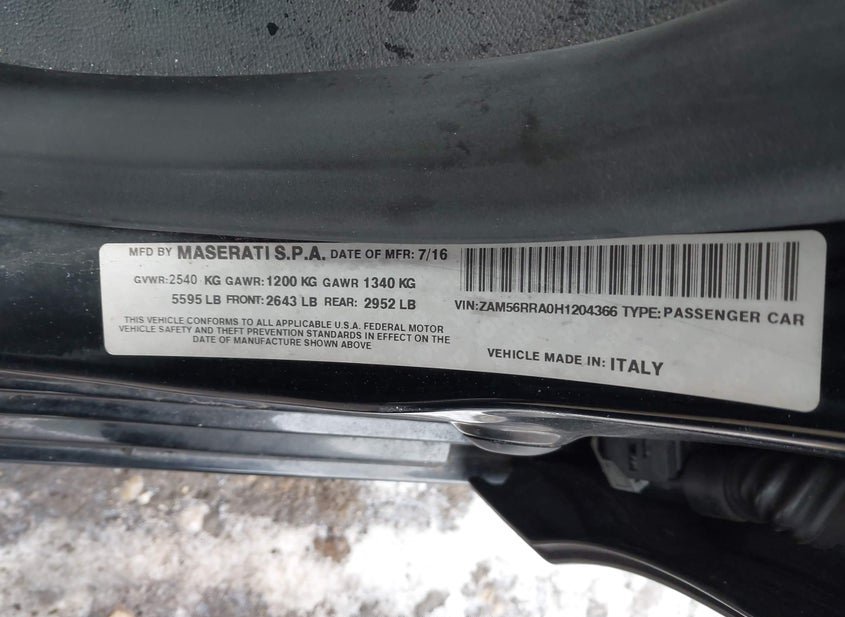 MFD BY MASERATI S.P.A. DATE OF MFR: 7/16
GVWR:2540 KG GAWR:1200 KG GAWR 1340 KG
5595 LB FRONT: 2643 LB REAR: 2952 LB
THIS VEHICLE CONFORMS TO ALL APPLICABLE U.S.A. FEDERAL MOTOR
VEHICLE SAFETY AND THEFT PREVENTION STANDARDS IN EFFECT ON THE
DATE OF MANUFACTURE SHOWN ABOVE
VIN:ZAM56RRA0H1204366 TYPE: PASSENGER CAR
VEHICLE MADE IN: ITALY